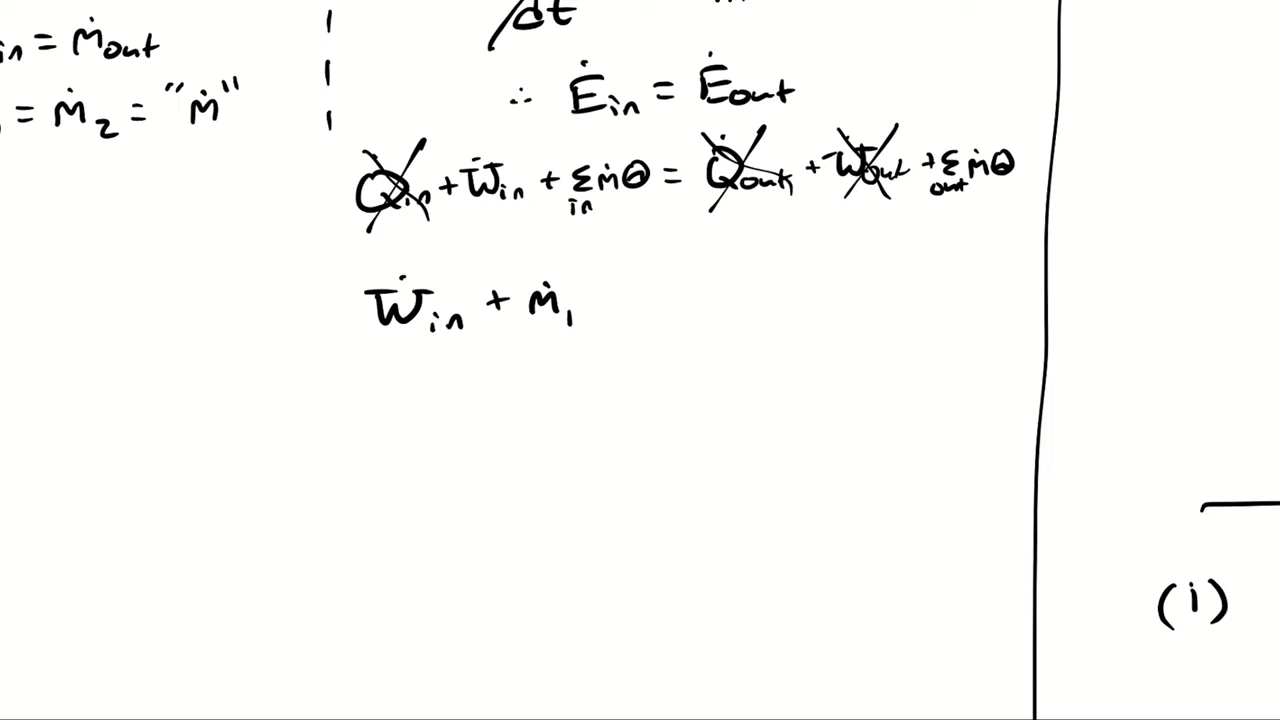 in = ṁout
= ṁ2 = "ṁ"
dt
∴ Ėin = Ėout
Q̇in + Ẇin + Σin ṁΘ = Q̇out + Ẇout + Σout ṁΘ
Ẇin + ṁ1
(i)